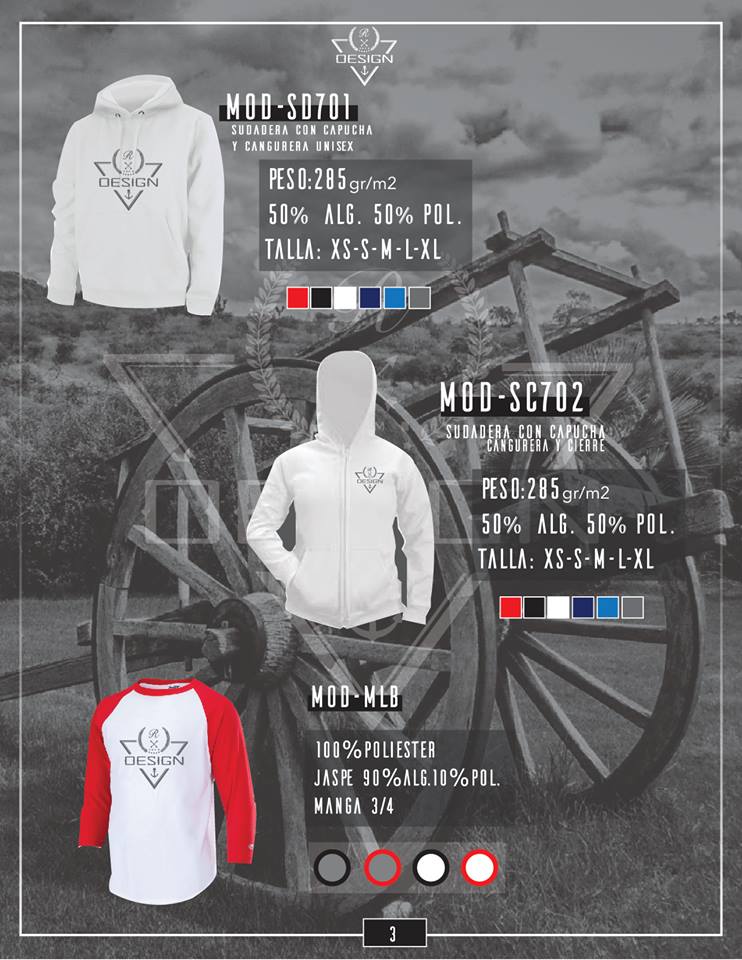 R
DESIGN
MOD-SD701
SUDADERA CON CAPUCHA
Y CANGURERA UNISEX
PESO:285gr/m2
50% ALG. 50% POL.
TALLA: XS-S-M-L-XL
R
DESIGN
R
DESIGN
MOD-SC702
SUDADERA CON CAPUCHA
CANGURERA Y CIERRE
PESO:285gr/m2
50% ALG. 50% POL.
TALLA: XS-S-M-L-XL
R
DESIGN
MOD-MLB
100%POLIESTER
JASPE 90%ALG.10%POL.
MANGA 3/4
R
DESIGN
3